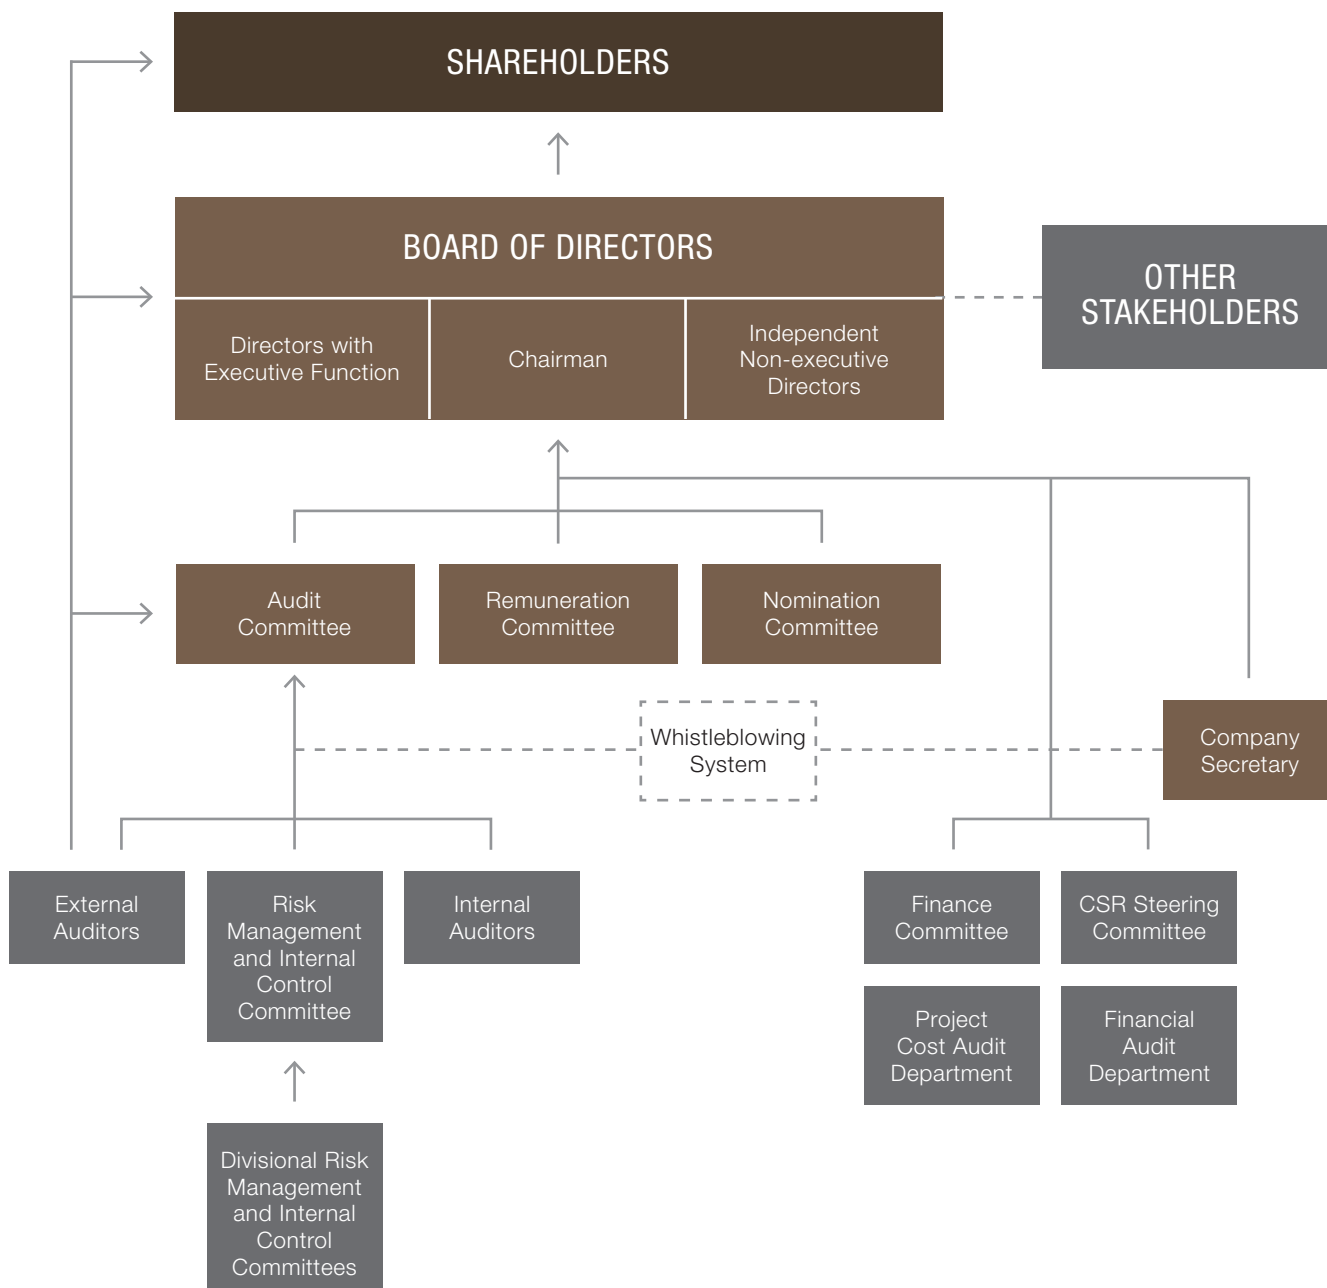 SHAREHOLDERS
BOARD OF DIRECTORS
Directors with
Executive Function
Chairman
Independent
Non-executive
Directors
OTHER
STAKEHOLDERS
Audit
Committee
Remuneration
Committee
Nomination
Committee
Whistleblowing
System
Company
Secretary
External
Auditors
Risk
Management
and Internal
Control
Committee
Internal
Auditors
Finance
Committee
CSR Steering
Committee
Project
Cost Audit
Department
Financial
Audit
Department
Divisional Risk
Management
and Internal
Control
Committees